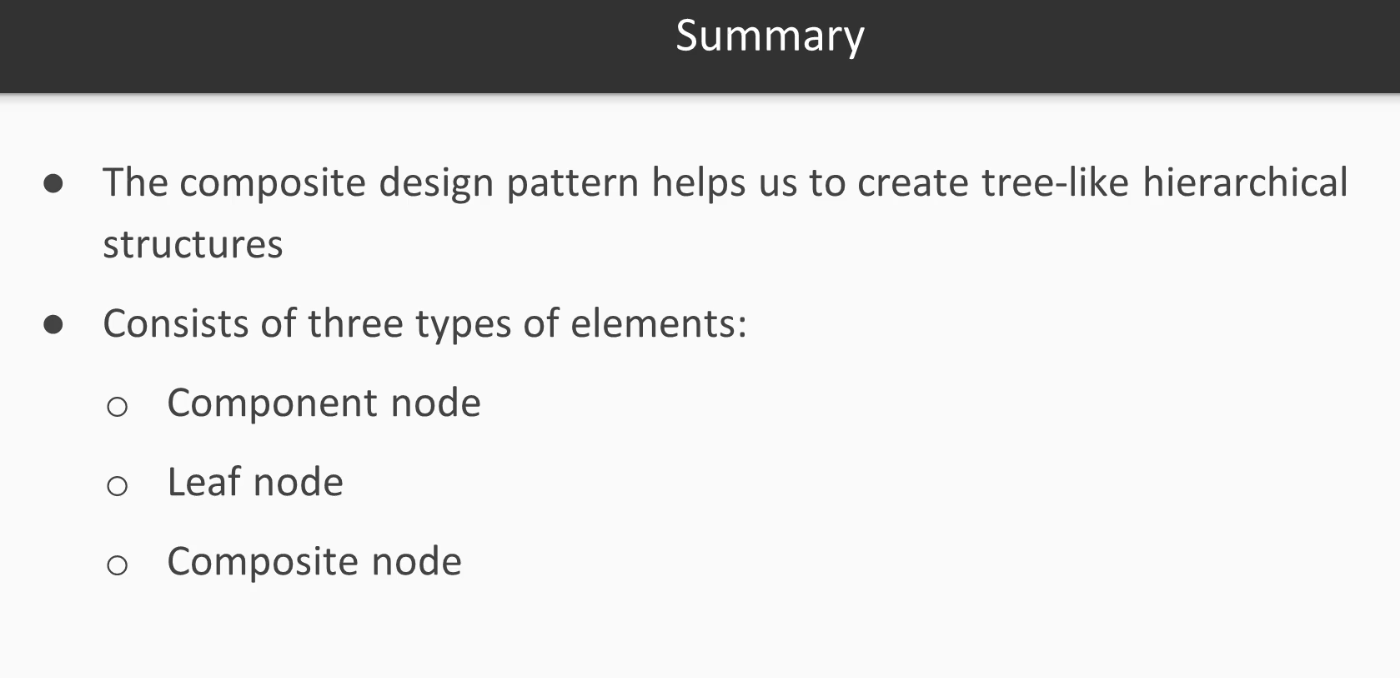 Summary
● The composite design pattern helps us to create tree-like hierarchical
structures
● Consists of three types of elements:
○ Component node
○ Leaf node
○ Composite node